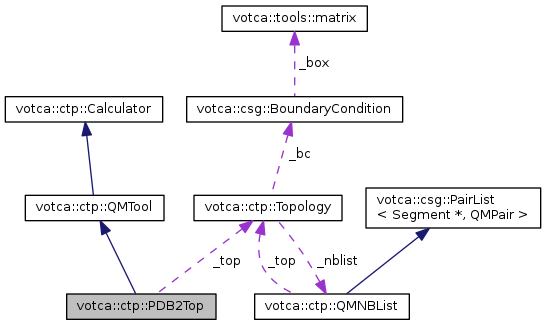 votca::tools::matrix
_box
votca::ctp::Calculator
votca::csg::BoundaryCondition
_bc
votca::ctp::QMTool
votca::ctp::Topology
votca::csg::PairList
< Segment *, QMPair >
_top
_top
_nblist
votca::ctp::PDB2Top
votca::ctp::QMNBList